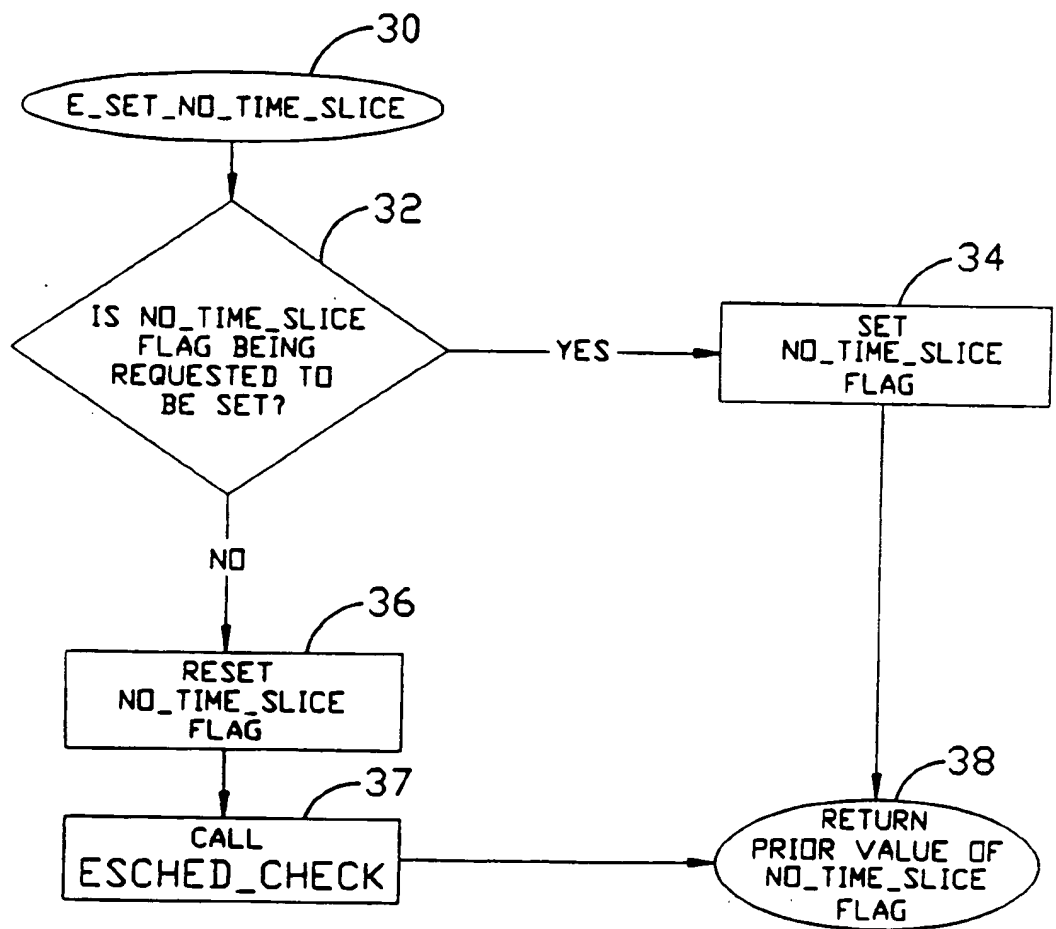 30
E_SET_NO_TIME_SLICE
32
IS NO_TIME_SLICE
FLAG BEING
REQUESTED TO
BE SET?
YES
34
SET
NO_TIME_SLICE
FLAG
NO
36
RESET
NO_TIME_SLICE
FLAG
37
CALL
ESCHED_CHECK
38
RETURN
PRIOR VALUE OF
NO_TIME_SLICE
FLAG